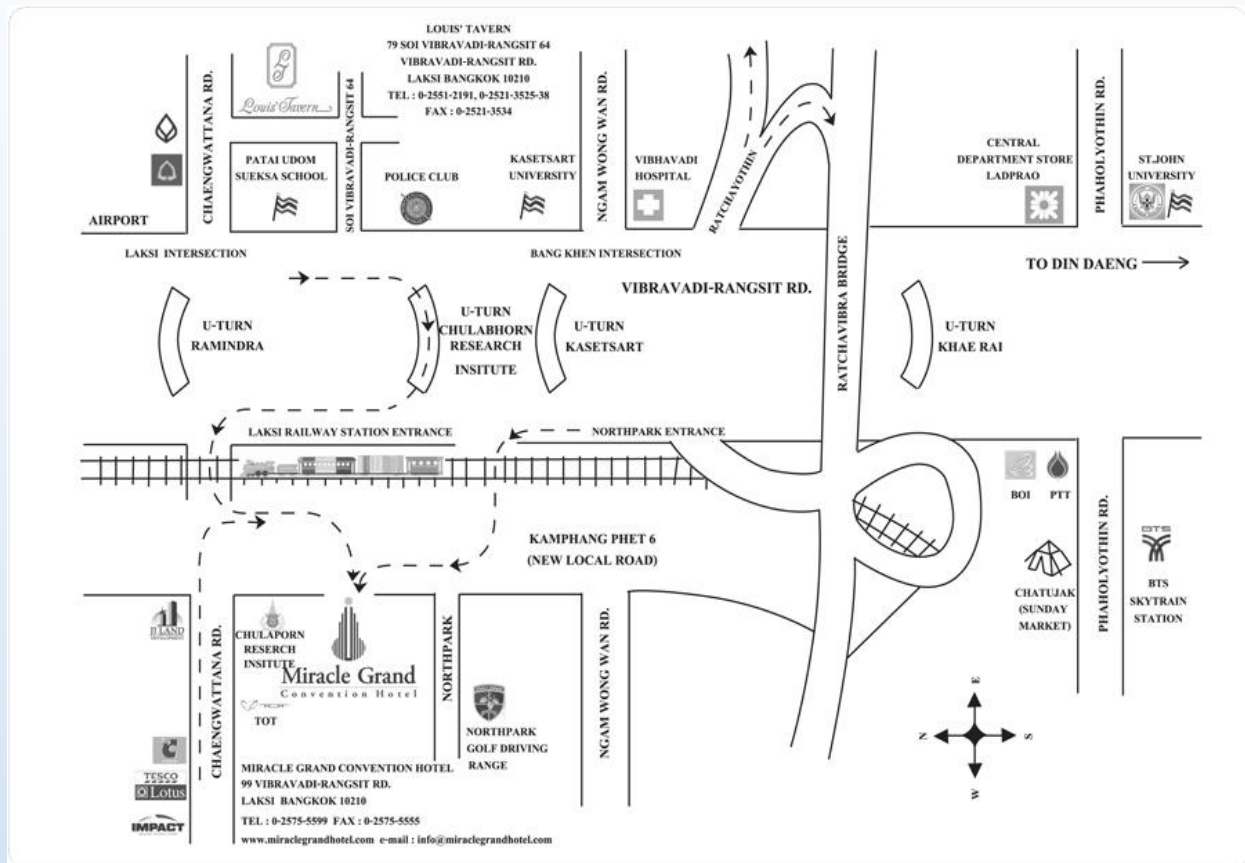 LOUIS' TAVERN
79 SOI VIBRAVADI-RANGSIT 64
VIBRAVADI-RANGSIT RD.
LAKSI BANGKOK 10210
TEL : 0-2551-2191, 0-2521-3525-38
FAX : 0-2521-3534
Louis' Tavern
CHAENGWATTANA RD.
SOI VIBRAVADI-RANGSIT 64
NGAM WONG WAN RD.
RATCHAYOTHIN
PHAHOLYOTHIN RD.
PATAI UDOM
SUEKSA SCHOOL
POLICE CLUB
KASETSART
UNIVERSITY
VIBHAVADI
HOSPITAL
CENTRAL
DEPARTMENT STORE
LADPRAO
ST.JOHN
UNIVERSITY
AIRPORT
LAKSI INTERSECTION
BANG KHEN INTERSECTION
TO DIN DAENG
VIBRAVADI-RANGSIT RD.
RATCHAVIBRA BRIDGE
U-TURN
RAMINDRA
U-TURN
CHULABHORN
RESEARCH
INSITUTE
U-TURN
KASETSART
U-TURN
KHAE RAI
LAKSI RAILWAY STATION ENTRANCE
NORTHPARK ENTRANCE
BOI
PTT
KAMPHANG PHET 6
(NEW LOCAL ROAD)
CHATUJAK
(SUNDAY
MARKET)
PHAHOLYOTHIN RD.
BTS
BTS
SKYTRAIN
STATION
JJ LAND
CHAENGWATTANA RD.
CHULAPORN
RESERCH
INSITUTE
Miracle Grand
Convention Hotel
TOT
NORTHPARK
NORTHPARK
GOLF DRIVING
RANGE
NGAM WONG WAN RD.
N
E
S
W
TESCO
Lotus
IMPACT
MIRACLE GRAND CONVENTION HOTEL
99 VIBRAVADI-RANGSIT RD.
LAKSI BANGKOK 10210
TEL : 0-2575-5599 FAX : 0-2575-5555
www.miraclegrandhotel.com e-mail : info@miraclegrandhotel.com